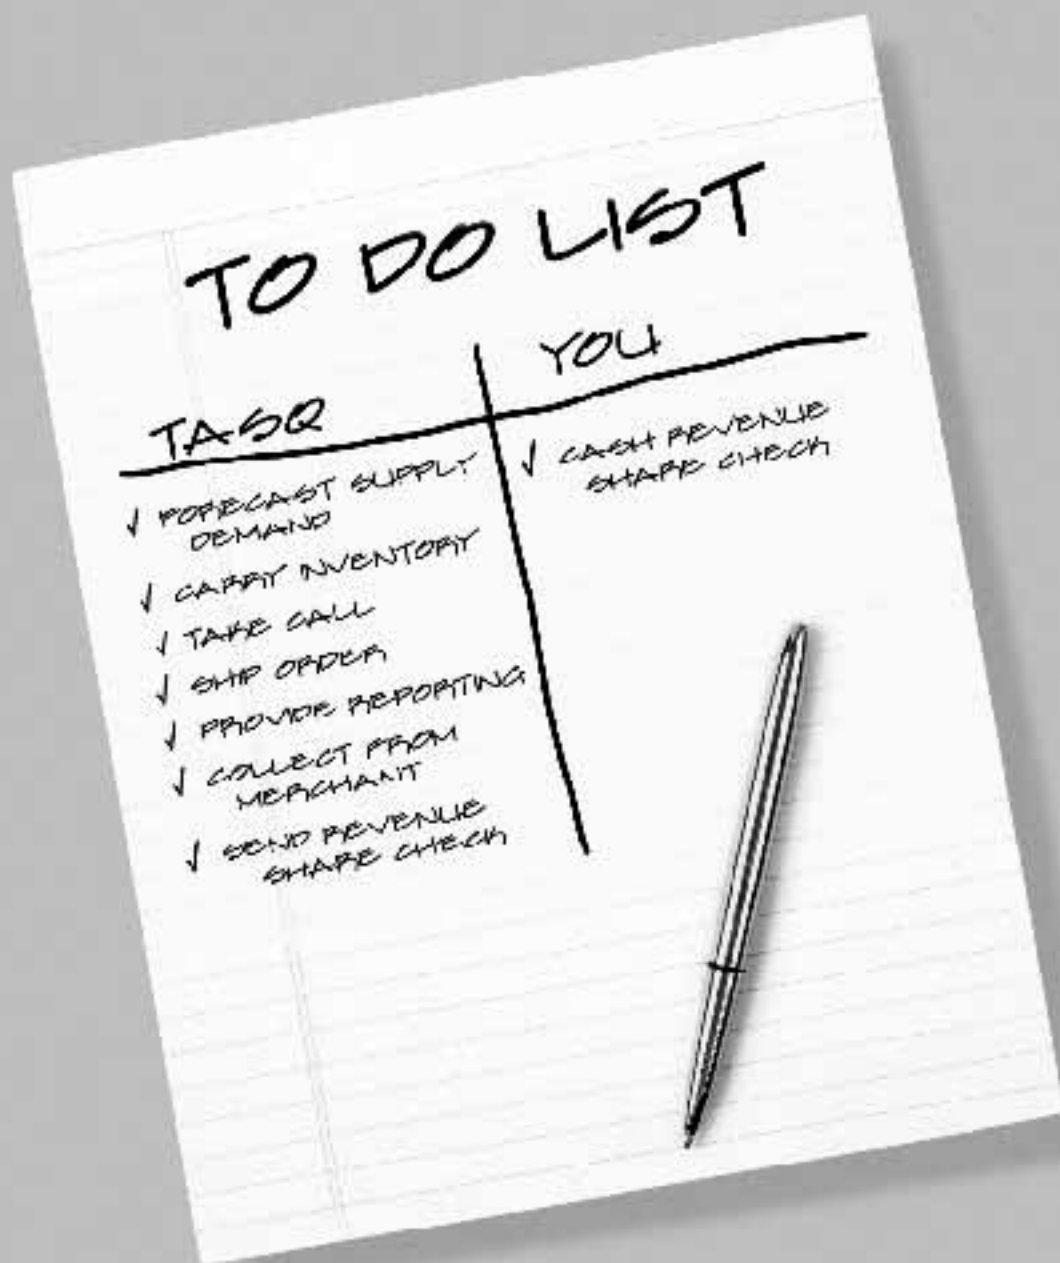 TO DO LIST
TASQ
✓ FORECAST SUPPLY
DEMAND
✓ CARRY INVENTORY
✓ TAKE CALL
✓ SHIP ORDER
✓ PROVIDE REPORTING
✓ COLLECT FROM
MERCHANT
✓ SEND REVENUE
SHARE CHECK
YOU
✓ CASH REVENUE
SHARE CHECK